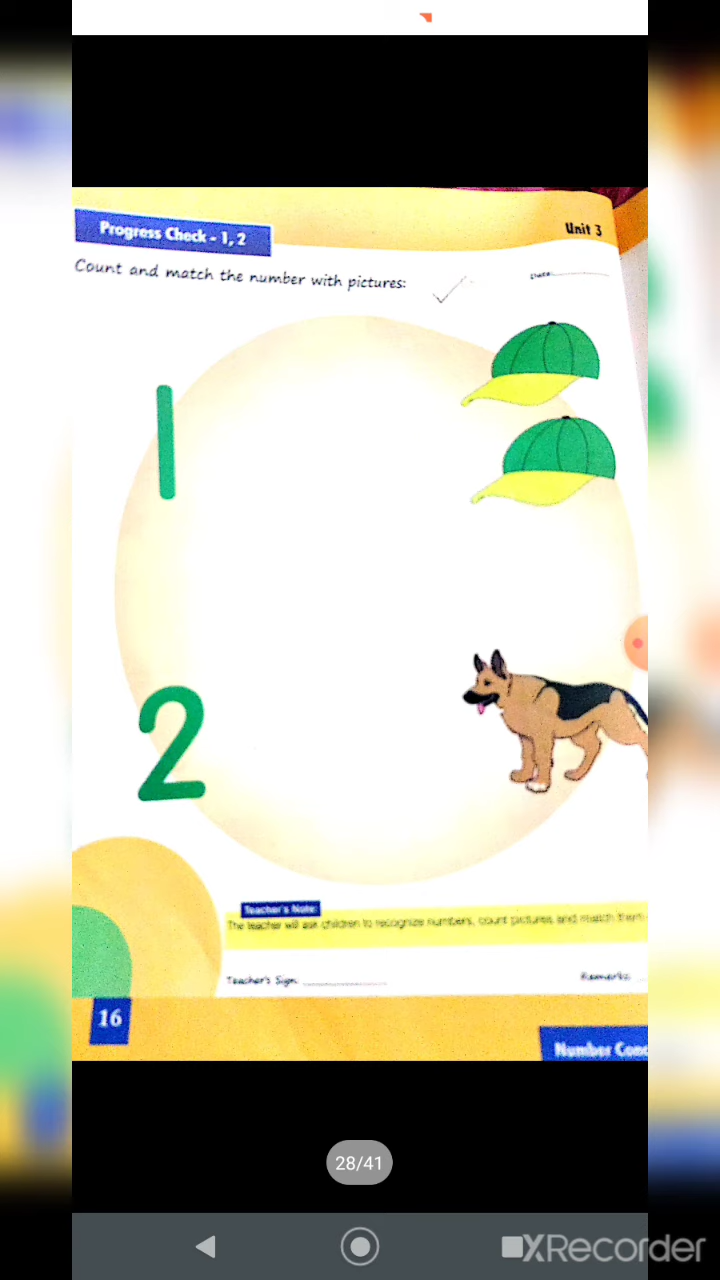 Progress Check - 1, 2
Unit 3
Count and match the number with pictures:
Date:
1
2
Teacher's Note:
The teacher will ask children to recognize numbers, count pictures and match them
Teacher's Sign.
Remarks:
16
Number Conc
28/41
XRecorder